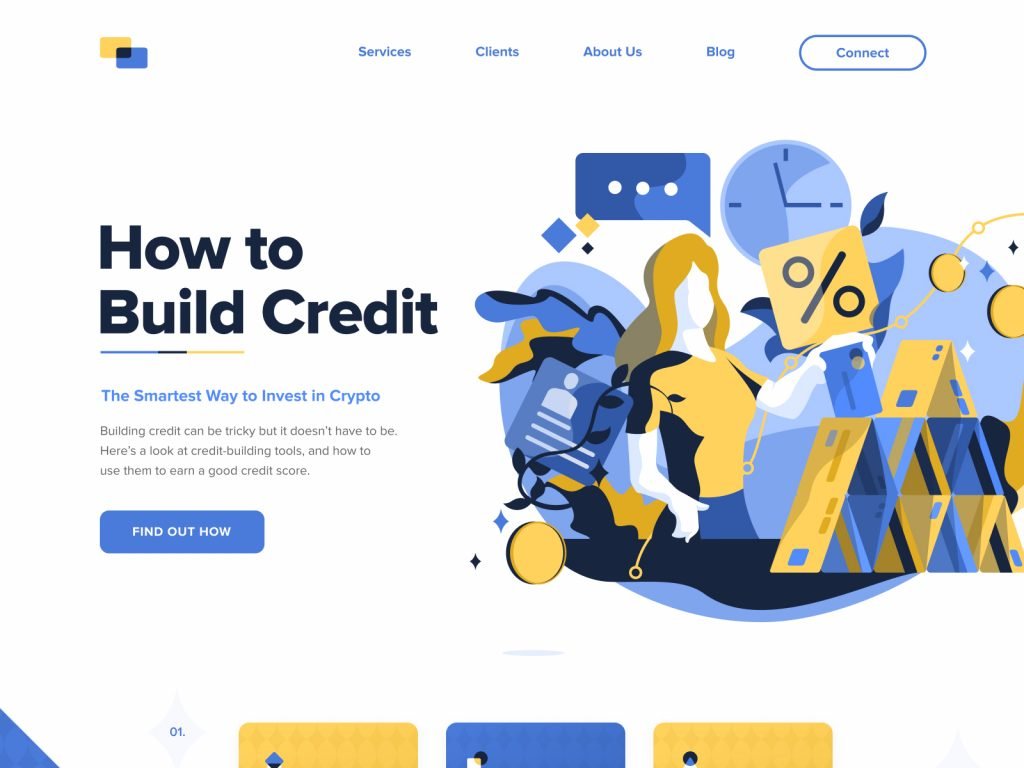 Services
Clients
About Us
Blog
Connect
How to
Build Credit
%
The Smartest Way to Invest in Crypto
Building credit can be tricky but it doesn't have to be.
Here's a look at credit-building tools, and how to
use them to earn a good credit score.
FIND OUT HOW
01.